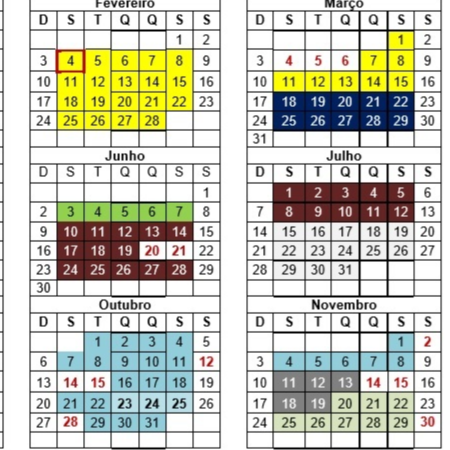 Fevereiro
D S T Q Q S S
1 2
3 4 5 6 7 8 9
10 11 12 13 14 15 16
17 18 19 20 21 22 23
24 25 26 27 28
Março
D S T Q Q S S
1 2
3 4 5 6 7 8 9
10 11 12 13 14 15 16
17 18 19 20 21 22 23
24 25 26 27 28 29 30
31
Junho
D S T Q Q S S
1
2 3 4 5 6 7 8
9 10 11 12 13 14 15
16 17 18 19 20 21 22
23 24 25 26 27 28 29
30
Julho
D S T Q Q S S
1 2 3 4 5 6
7 8 9 10 11 12 13
14 15 16 17 18 19 20
21 22 23 24 25 26 27
28 29 30 31
Outubro
D S T Q Q S S
1 2 3 4 5
6 7 8 9 10 11 12
13 14 15 16 17 18 19
20 21 22 23 24 25 26
27 28 29 30 31
Novembro
D S T Q Q S S
1 2
3 4 5 6 7 8 9
10 11 12 13 14 15 16
17 18 19 20 21 22 23
24 25 26 27 28 29 30